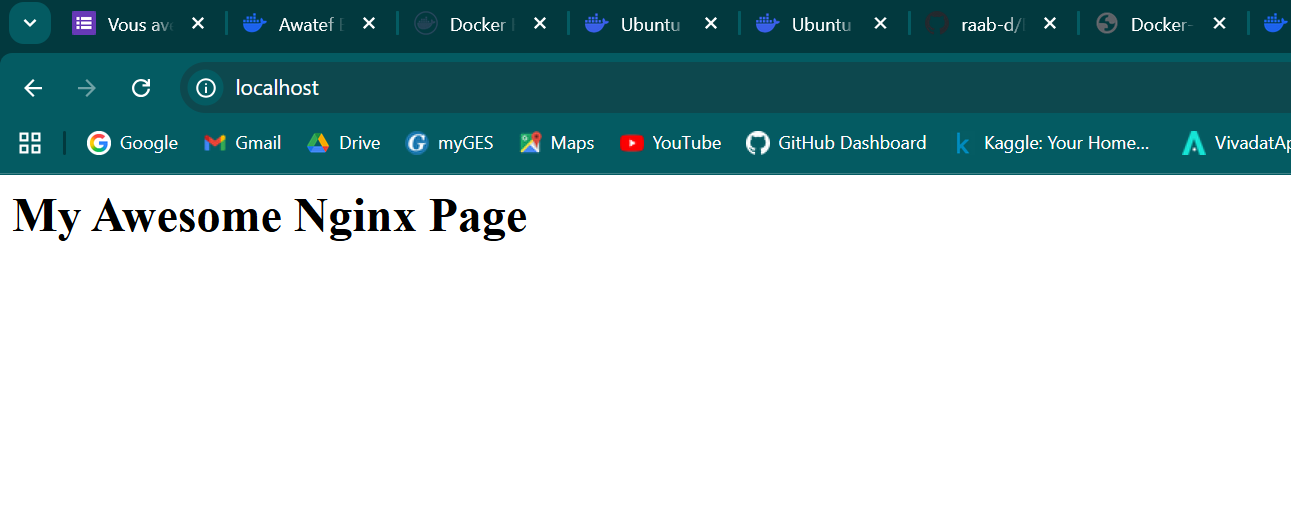 Vous ave Awatef Docker Ubuntu Ubuntu raab-d/ Docker-
localhost
Google Gmail Drive myGES Maps YouTube GitHub Dashboard Kaggle: Your Home... VivadatAp
My Awesome Nginx Page